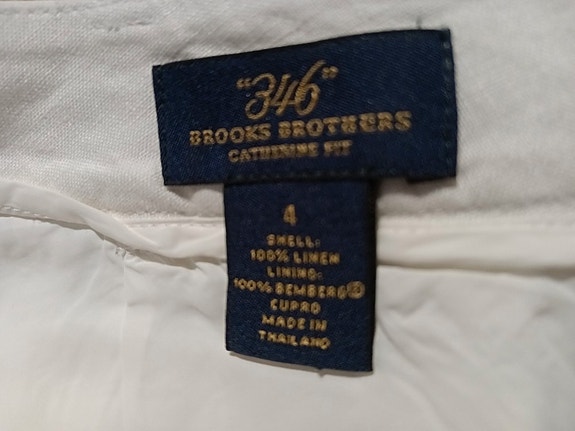 "346"
BROOKS BROTHERS
CATHERINE FIT
4
SHELL:
100% LINEN
LINING:
100% BEMBERG®
CUPRO
MADE IN
THAILAND